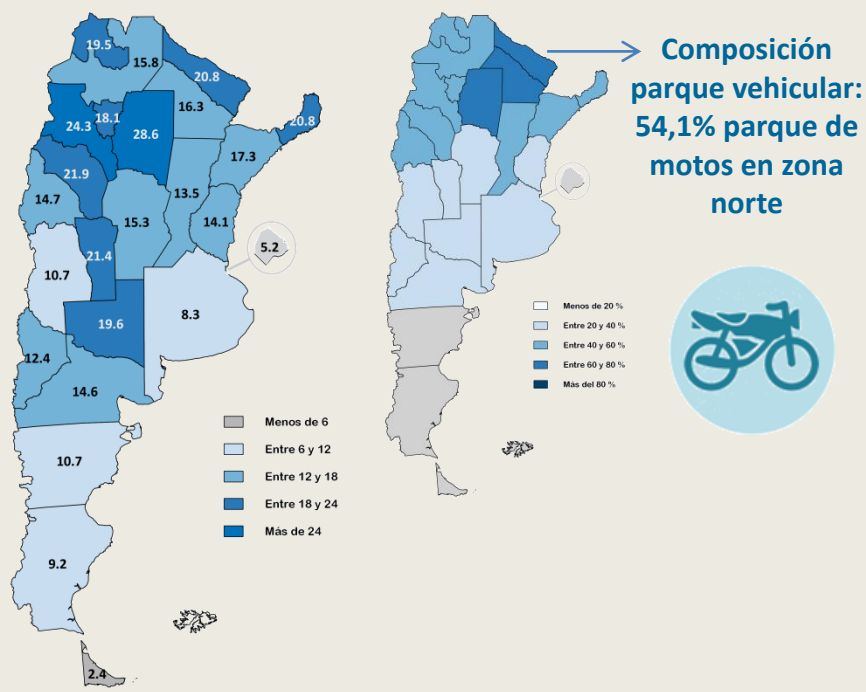 19.5
15.8
20.8
16.3
24.3
18.1
28.6
20.8
17.3
21.9
13.5
14.7
15.3
14.1
5.2
10.7
21.4
8.3
19.6
12.4
14.6
10.7
9.2
2.4
Menos de 6
Entre 6 y 12
Entre 12 y 18
Entre 18 y 24
Más de 24
Menos de 20 %
Entre 20 y 40%
Entre 40 y 60%
Entre 60 y 80 %
Más del 80 %
Composición
parque vehicular:
54,1% parque de
motos en zona
norte